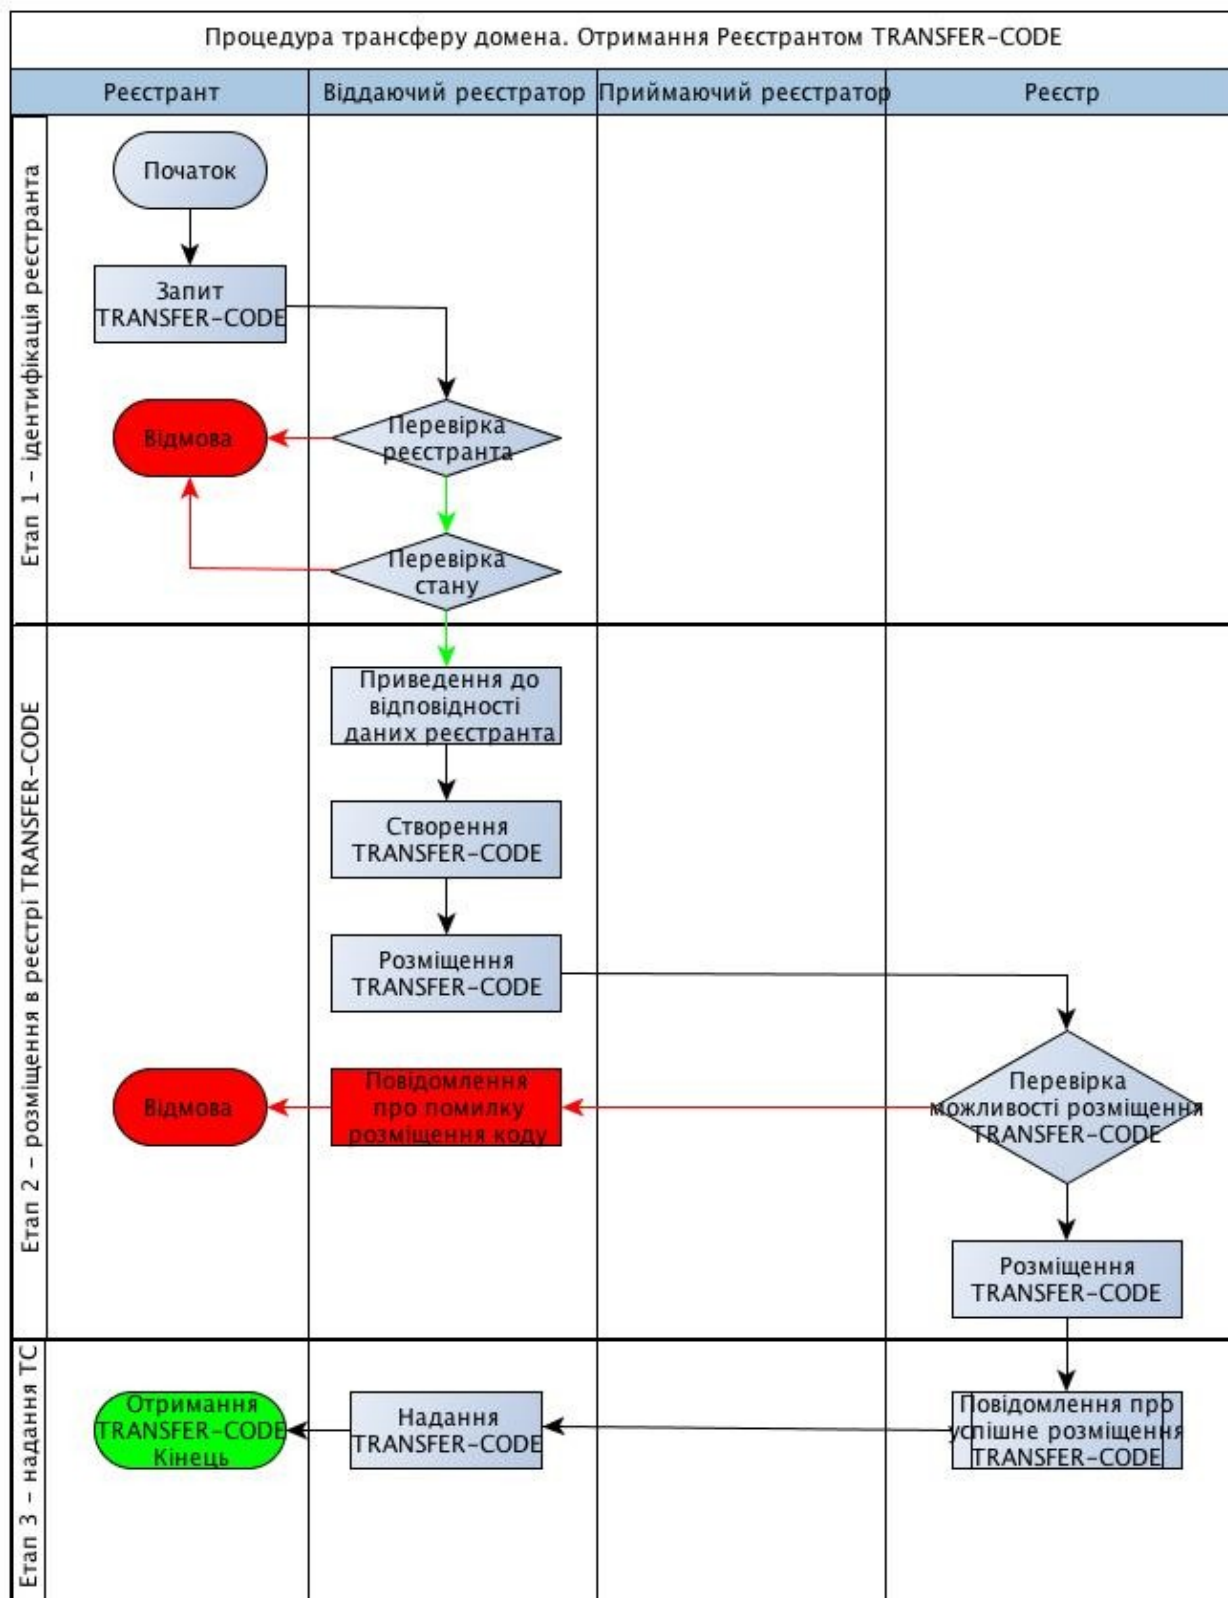 Процедура трансферу домена. Отримання Реєстрантом TRANSFER-CODE
Реєстрант
Віддаючий реєстратор
Приймаючий реєстратор
Реєстр
Етап 1 – ідентифікація реєстранта
Початок
Запит
TRANSFER-CODE
Відмова
Перевірка
реєстранта
Перевірка
стану
Етап 2 – розміщення в реєстрі TRANSFER-CODE
Приведення до
відповідності
даних реєстранта
Створення
TRANSFER-CODE
Розміщення
TRANSFER-CODE
Відмова
Повідомлення
про помилку
розміщення коду
Перевірка
можливості розміщення
TRANSFER-CODE
Розміщення
TRANSFER-CODE
Етап 3 – надання TC
Отримання
TRANSFER-CODE
Кінець
Надання
TRANSFER-CODE
Повідомлення про
успішне розміщення
TRANSFER-CODE